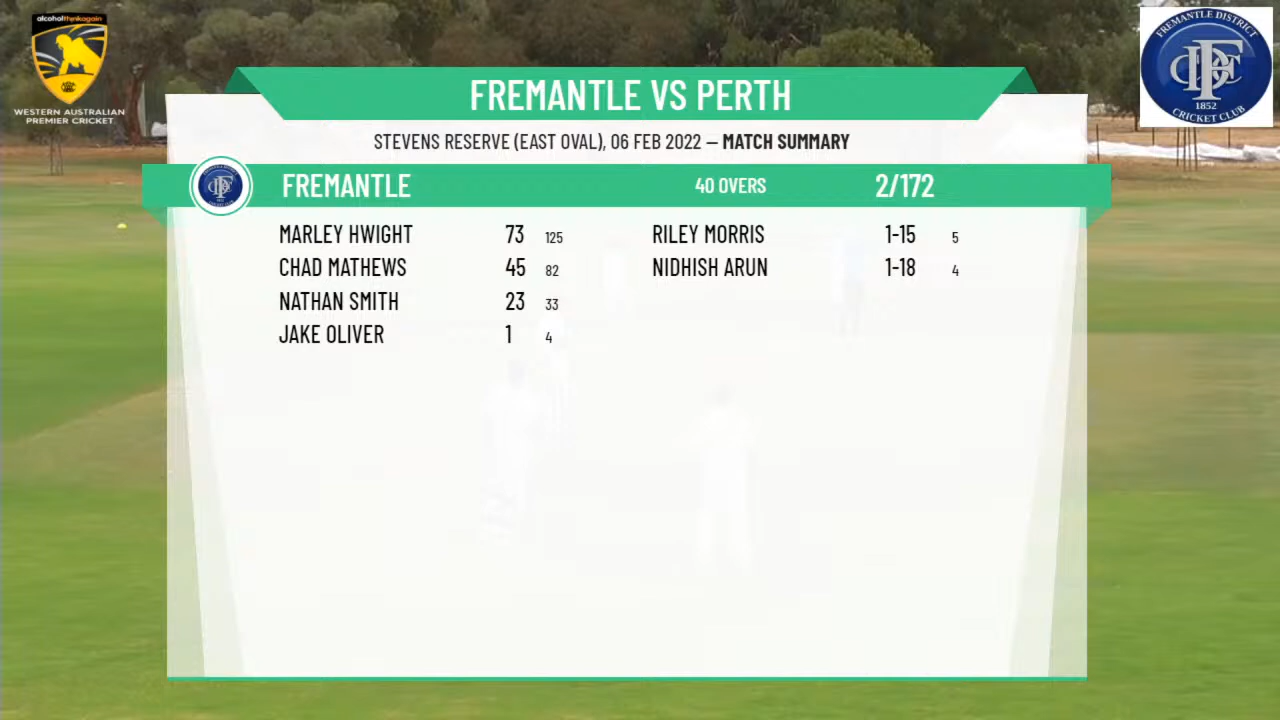 alcoholthinkagain
WESTERN AUSTRALIAN
PREMIER CRICKET
FREMANTLE DISTRICT
CRICKET CLUB
1852
FREMANTLE VS PERTH
STEVENS RESERVE (EAST OVAL), 06 FEB 2022 – MATCH SUMMARY
FREMANTLE 40 OVERS 2/172
MARLEY HWIGHT 73 125 RILEY MORRIS 1-15 5
CHAD MATHEWS 45 82 NIDHISH ARUN 1-18 4
NATHAN SMITH 23 33
JAKE OLIVER 1 4